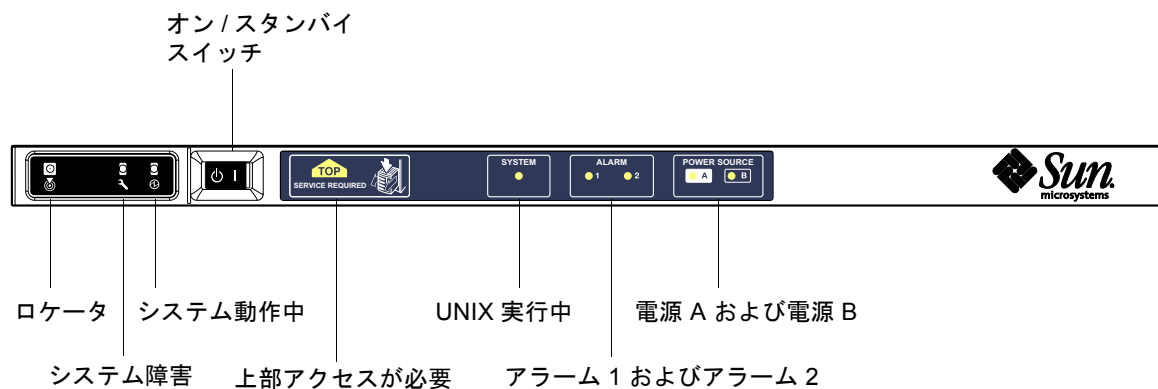 オン / スタンバイ
スイッチ
TOP
SERVICE REQUIRED
SYSTEM
ALARM
1 2
POWER SOURCE
A B
Sun.
microsystems
ロケータ システム動作中 UNIX 実行中 電源 A および電源 B
システム障害 上部アクセスが必要 アラーム 1 およびアラーム 2